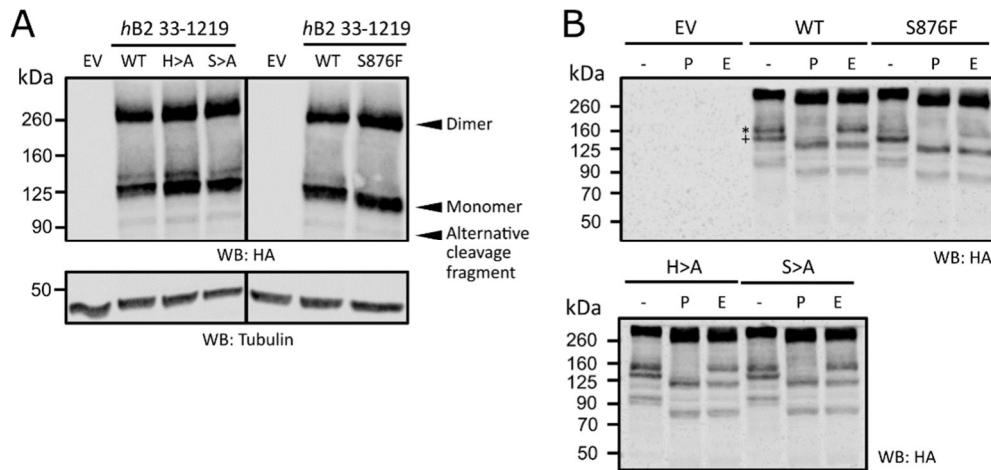 A
hB2 33-1219
hB2 33-1219
EV WT H>A S>A EV WT S876F
kDa
260
160
125
90
Dimer
Monomer
Alternative
cleavage
fragment
WB: HA
50
WB: Tubulin
B
EV WT S876F
kDa - P E - P E - P E
260
160
125
90
70
50
*
+
WB: HA
H>A S>A
kDa - P E - P E
260
160
125
90
70
50
WB: HA